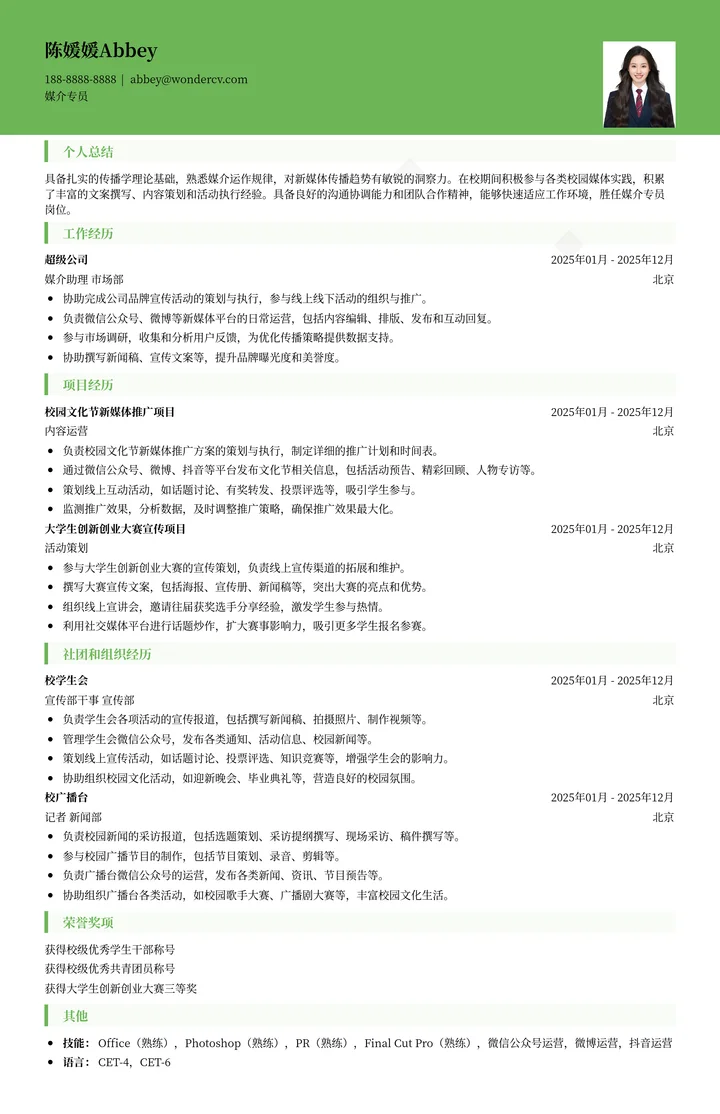 陈媛媛Abbey
188-8888-8888 | abbey@wondercv.com
媒介专员
个人总结
具备扎实的传播学理论基础，熟悉媒介运作规律，对新媒体传播趋势有敏锐的洞察力。在校期间积极参与各类校园媒体实践，积累
了丰富的文案撰写、内容策划和活动执行经验。具备良好的沟通协调能力和团队合作精神，能够快速适应工作环境，胜任媒介专员
岗位。
工作经历
超级公司 2025年01月 - 2025年12月
媒介助理 市场部 北京
• 协助完成公司品牌宣传活动的策划与执行，参与线上线下活动的组织与推广。
• 负责微信公众号、微博等新媒体平台的日常运营，包括内容编辑、排版、发布和互动回复。
• 参与市场调研，收集和分析用户反馈，为优化传播策略提供数据支持。
• 协助撰写新闻稿、宣传文案等，提升品牌曝光度和美誉度。
项目经历
校园文化节新媒体推广项目 2025年01月 - 2025年12月
内容运营 北京
• 负责校园文化节新媒体推广方案的策划与执行，制定详细的推广计划和时间表。
• 通过微信公众号、微博、抖音等平台发布文化节相关信息，包括活动预告、精彩回顾、人物专访等。
• 策划线上互动活动，如话题讨论、有奖转发、投票评选等，吸引学生参与。
• 监测推广效果，分析数据，及时调整推广策略，确保推广效果最大化。
大学生创新创业大赛宣传项目 2025年01月 - 2025年12月
活动策划 北京
• 参与大学生创新创业大赛的宣传策划，负责线上宣传渠道的拓展和维护。
• 撰写大赛宣传文案，包括海报、宣传册、新闻稿等，突出大赛的亮点和优势。
• 组织线上宣讲会，邀请往届获奖选手分享经验，激发学生参与热情。
• 利用社交媒体平台进行话题炒作，扩大赛事影响力，吸引更多学生报名参赛。
社团和组织经历
校学生会 2025年01月 - 2025年12月
宣传部干事 宣传部 北京
• 负责学生会各项活动的宣传报道，包括撰写新闻稿、拍摄照片、制作视频等。
• 管理学生会微信公众号，发布各类通知、活动信息、校园新闻等。
• 策划线上宣传活动，如话题讨论、投票评选、知识竞赛等，增强学生会的影响力。
• 协助组织校园文化活动，如迎新晚会、毕业典礼等，营造良好的校园氛围。
校广播台 2025年01月 - 2025年12月
记者 新闻部 北京
• 负责校园新闻的采访报道，包括选题策划、采访提纲撰写、现场采访、稿件撰写等。
• 参与校园广播节目的制作，包括节目策划、录音、剪辑等。
• 负责广播台微信公众号的运营，发布各类新闻、资讯、节目预告等。
• 协助组织广播台各类活动，如校园歌手大赛、广播剧大赛等，丰富校园文化生活。
荣誉奖项
获得校级优秀学生干部称号
获得校级优秀共青团员称号
获得大学生创新创业大赛三等奖
其他
• 技能： Office（熟练），Photoshop（熟练），PR（熟练），Final Cut Pro（熟练），微信公众号运营，微博运营，抖音运营
• 语言： CET-4，CET-6